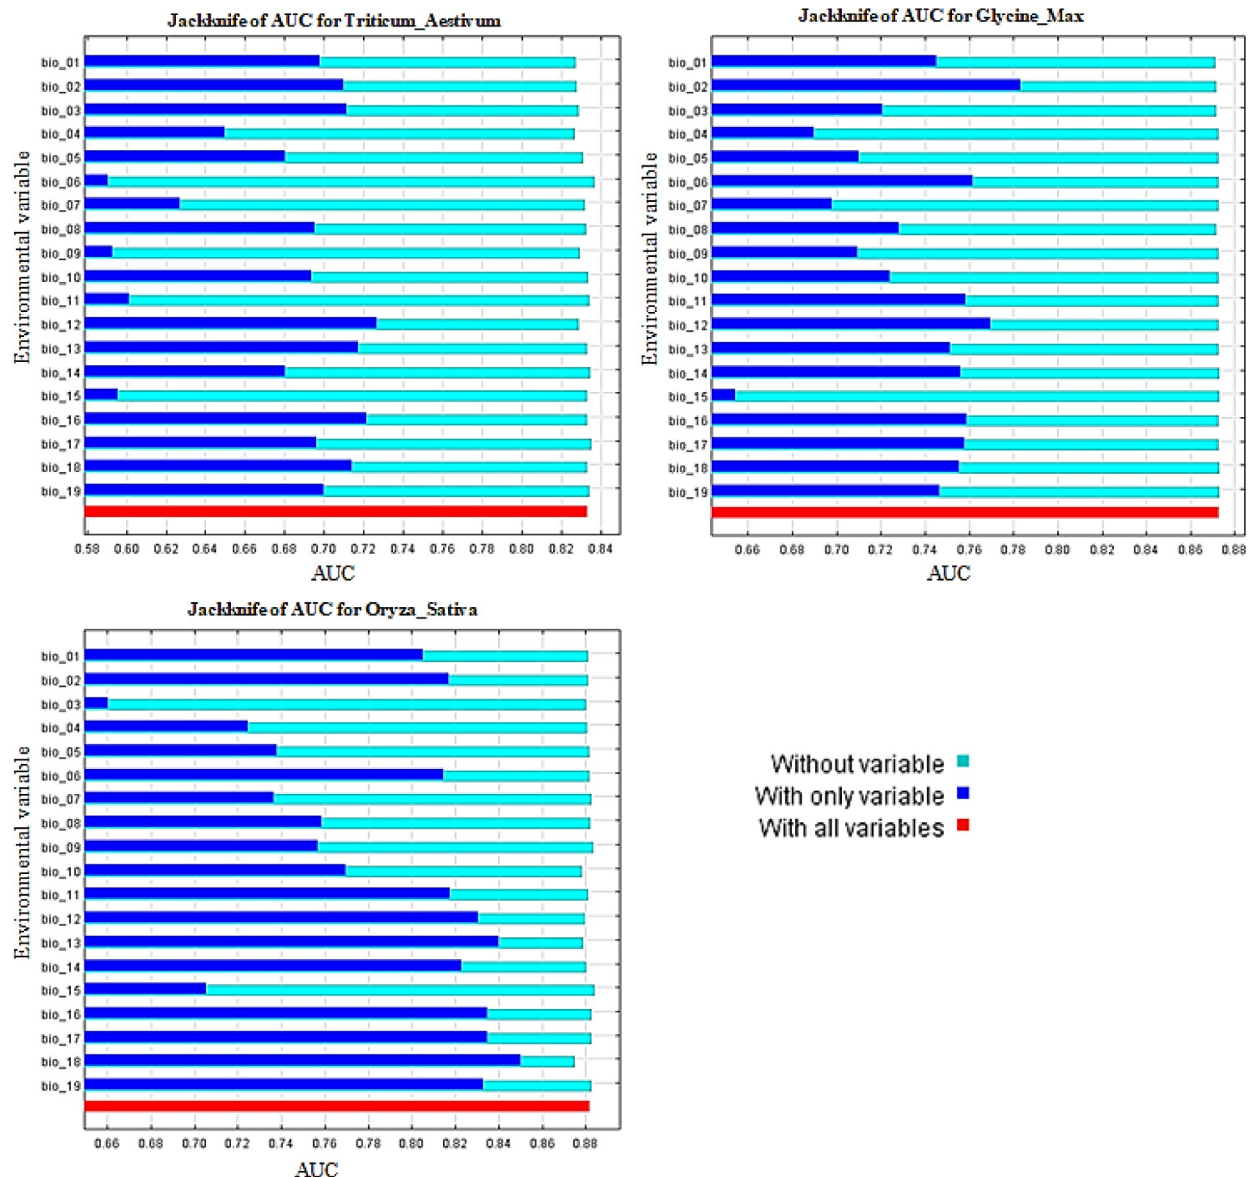 Jackknife of AUC for Triticum_Aestivum
Environmental variable
bio_01
bio_02
bio_03
bio_04
bio_05
bio_06
bio_07
bio_08
bio_09
bio_10
bio_11
bio_12
bio_13
bio_14
bio_15
bio_16
bio_17
bio_18
bio_19
0.58 0.60 0.62 0.64 0.66 0.68 0.70 0.72 0.74 0.76 0.78 0.80 0.82 0.84
AUC
Jackknife of AUC for Glycine_Max
Environmental variable
bio_01
bio_02
bio_03
bio_04
bio_05
bio_06
bio_07
bio_08
bio_09
bio_10
bio_11
bio_12
bio_13
bio_14
bio_15
bio_16
bio_17
bio_18
bio_19
0.66 0.68 0.70 0.72 0.74 0.76 0.78 0.80 0.82 0.84 0.86 0.88
AUC
Jackknife of AUC for Oryza_Sativa
Environmental variable
bio_01
bio_02
bio_03
bio_04
bio_05
bio_06
bio_07
bio_08
bio_09
bio_10
bio_11
bio_12
bio_13
bio_14
bio_15
bio_16
bio_17
bio_18
bio_19
0.66 0.68 0.70 0.72 0.74 0.76 0.78 0.80 0.82 0.84 0.86 0.88
AUC
Without variable
With only variable
With all variables